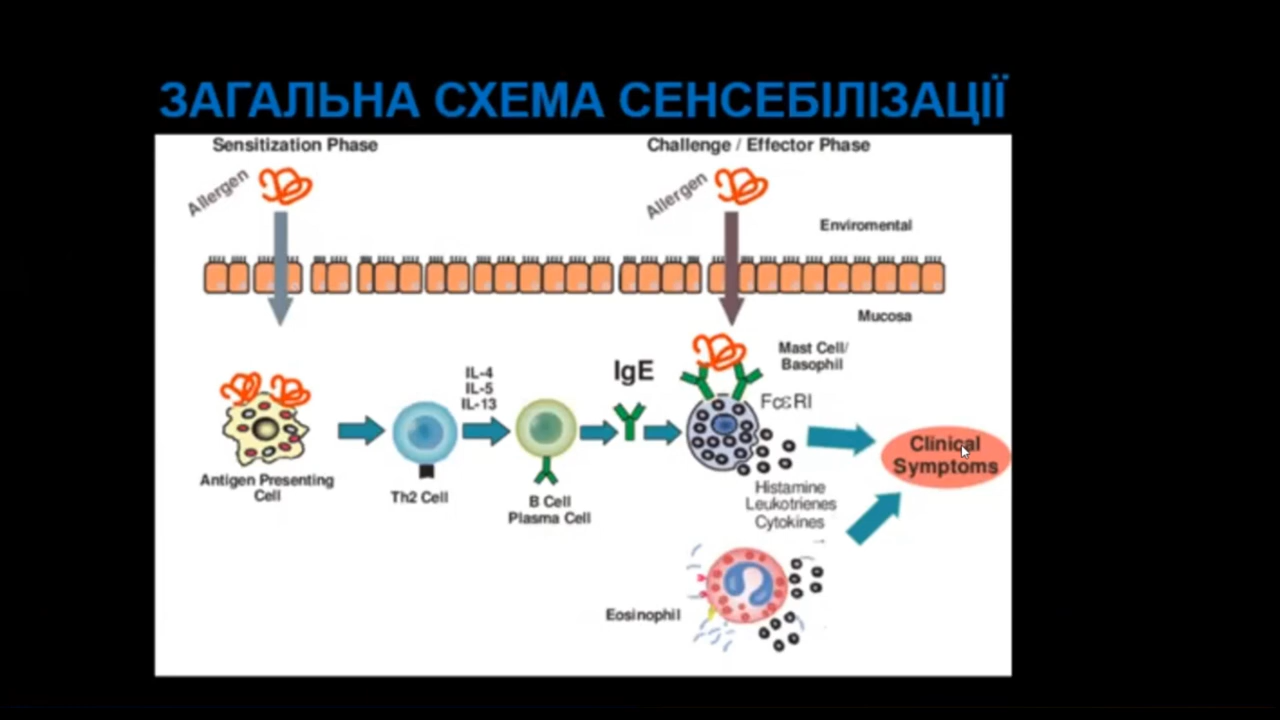 ЗАГАЛЬНА СХЕМА СЕНСЕБІЛІЗАЦІЇ
Sensitization Phase
Challenge / Effector Phase
Allergen
Allergen
Enviromental
Mucosa
Mast Cell/
Basophil
IgE
IL-4
IL-5
IL-13
FcεRI
Clinical
Symptoms
Antigen Presenting
Cell
Th2 Cell
B Cell
Plasma Cell
Histamine
Leukotrienes
Cytokines
Eosinophil